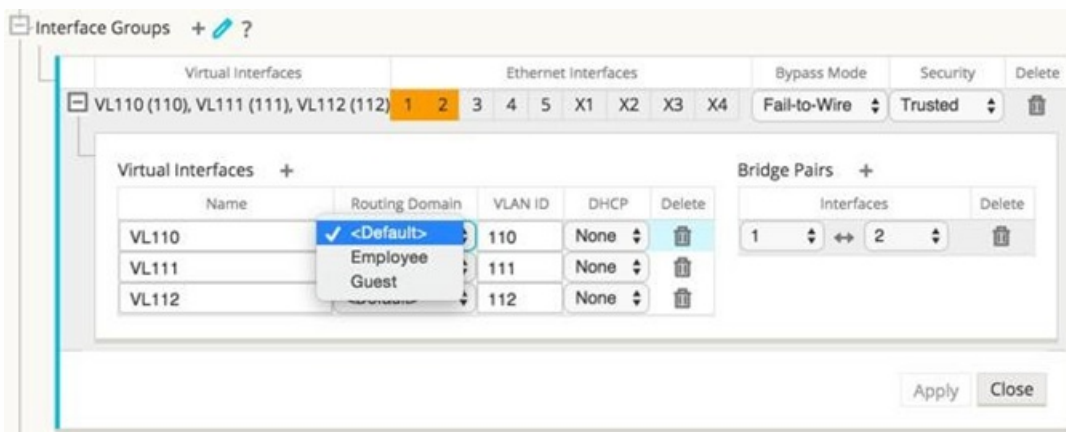 Interface Groups + ?
Virtual Interfaces Ethernet Interfaces Bypass Mode Security Delete
VL110 (110), VL111 (111), VL112 (112) 1 2 3 4 5 X1 X2 X3 X4 Fail-to-Wire Trusted
Virtual Interfaces + Bridge Pairs +
Name Routing Domain VLAN ID DHCP Delete Interfaces Delete
VL110 ✓ <Default> 110 None 1 ↔ 2
Employee
VL111 111 None
Guest
VL112 <Default> 112 None
Apply Close